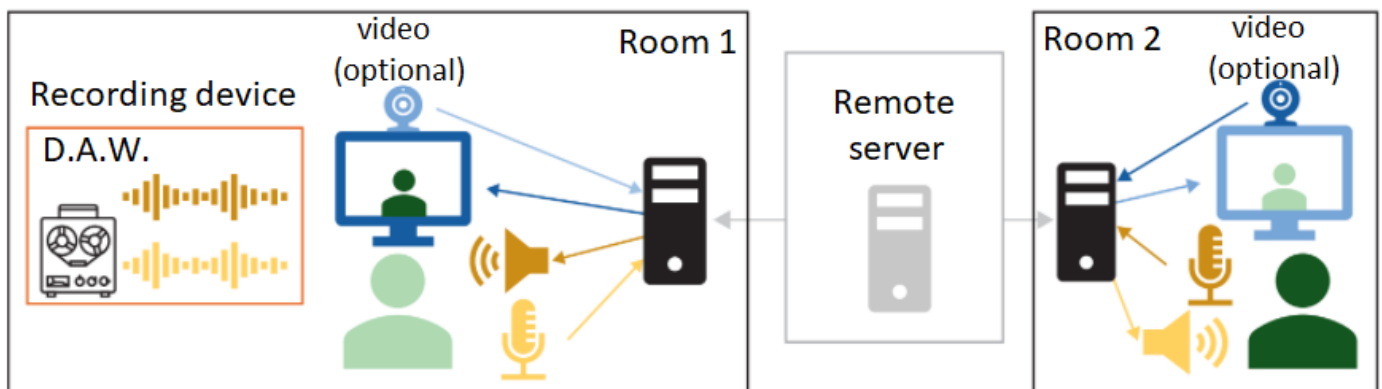 Recording device
D.A.W.
video
(optional)
Room 1
Remote
server
Room 2
video
(optional)